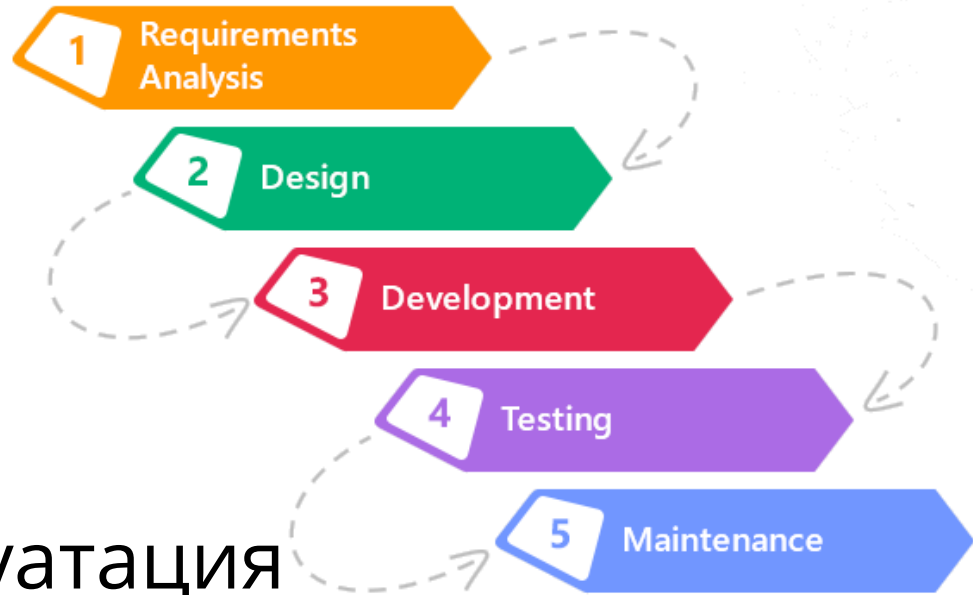 1
Requirements
Analysis
2
Design
3
Development
4
Testing
5
Maintenance
уатация